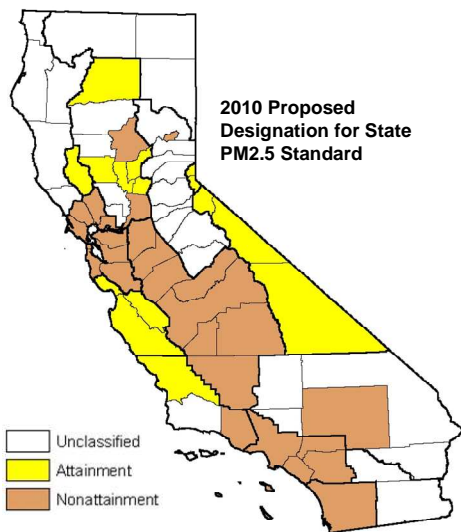 2010 Proposed
Designation for State
PM2.5 Standard
Unclassified
Attainment
Nonattainment